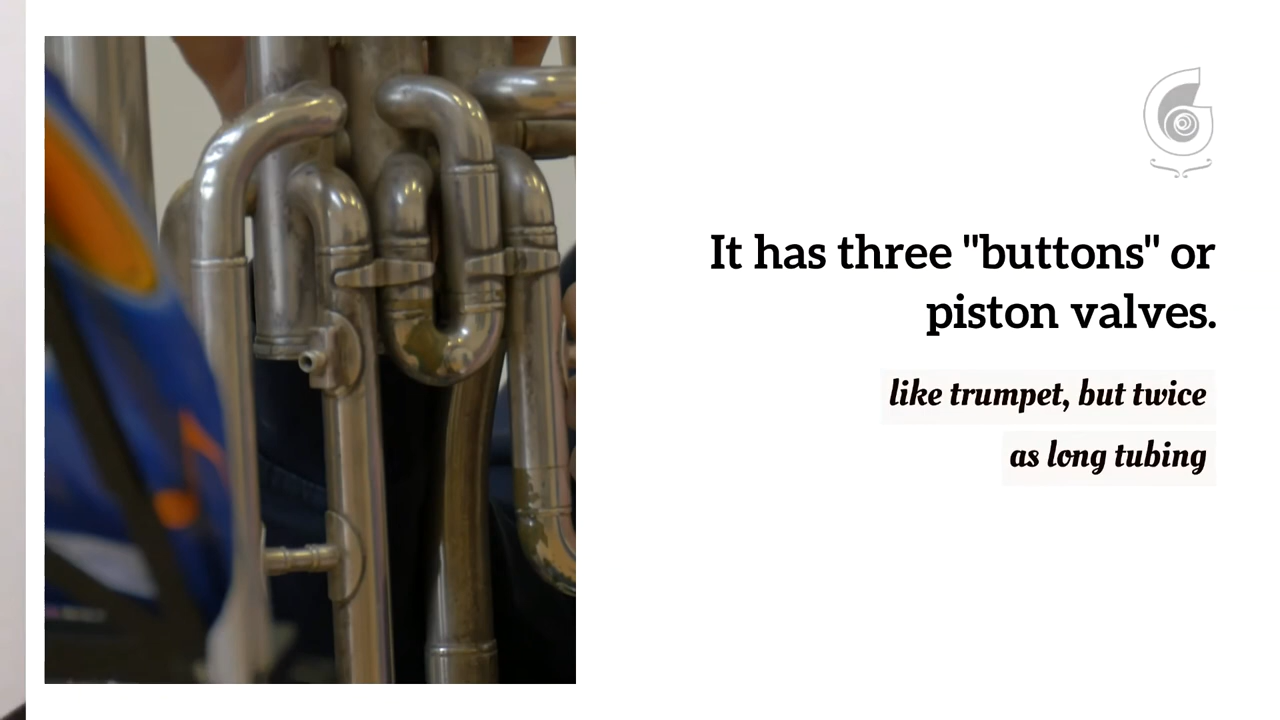 It has three "buttons" or
piston valves.
like trumpet, but twice
as long tubing